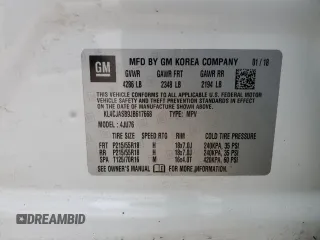 GM
MFD BY GM KOREA COMPANY 01/18
GVWR GAWR FRT GAWR RR
4286 LB 2348 LB 2194 LB
THIS VEHICLE CONFORMS TO ALL APPLICABLE
U.S. FEDERAL MOTOR VEHICLE SAFETY, BUMPER, AND
THEFT PREVENTION STANDARDS IN EFFECT ON
THE DATE OF MANUFACTURE SHOWN ABOVE.
KL4CJASB9JB617668 TYPE: MPV
MODEL: 4JU76
TIRE SIZE SPEED RTG RIM COLD TIRE PRESSURE
FRT P215/55R18 H 18x7.0J 240KPA, 35 PSI
RR P215/55R18 H 18x7.0J 240KPA, 35 PSI
SPA T125/70R16 M 16x4.0T 420KPA, 60 PSI
SEE OWNER'S MANUAL FOR ADDITIONAL INFORMATION
© AUTOBIDMASTER